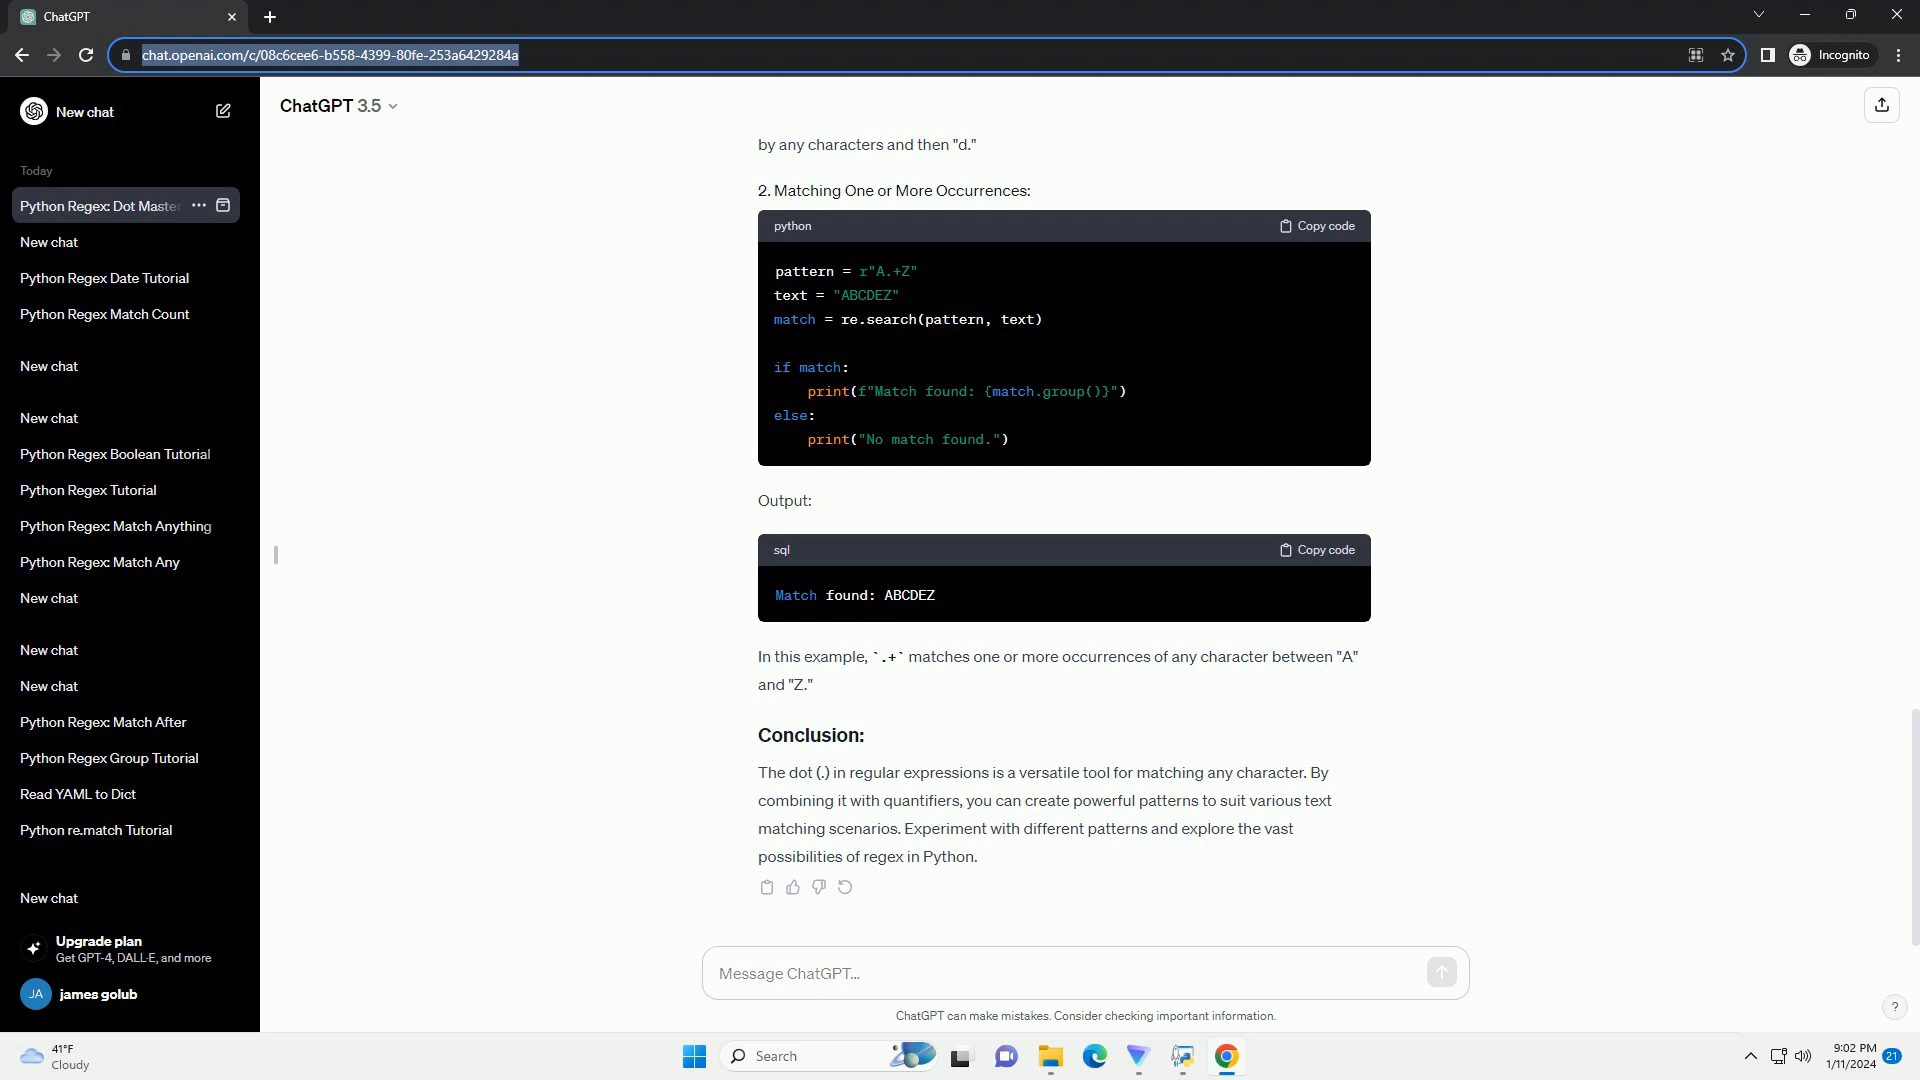 ChatGPT
chat.openai.com/c/08c6cee6-b558-4399-80fe-253a6429284a
Incognito
New chat
Today
Python Regex: Dot Master
New chat
Python Regex Date Tutorial
Python Regex Match Count
New chat
New chat
Python Regex Boolean Tutorial
Python Regex Tutorial
Python Regex: Match Anything
Python Regex: Match Any
New chat
New chat
New chat
Python Regex: Match After
Python Regex Group Tutorial
Read YAML to Dict
Python re.match Tutorial
New chat
Upgrade plan
Get GPT-4, DALL·E, and more
JA james golub
ChatGPT 3.5
by any characters and then "d."
2. Matching One or More Occurrences:
python Copy code
pattern = r"A.+Z"
text = "ABCDEZ"
match = re.search(pattern, text)
if match:
print(f"Match found: {match.group()}")
else:
print("No match found.")
Output:
sql Copy code
Match found: ABCDEZ
In this example, `.+` matches one or more occurrences of any character between "A"
and "Z."
Conclusion:
The dot (.) in regular expressions is a versatile tool for matching any character. By
combining it with quantifiers, you can create powerful patterns to suit various text
matching scenarios. Experiment with different patterns and explore the vast
possibilities of regex in Python.
Message ChatGPT...
ChatGPT can make mistakes. Consider checking important information.
?
41°F
Cloudy
Search
9:02 PM
1/11/2024
21